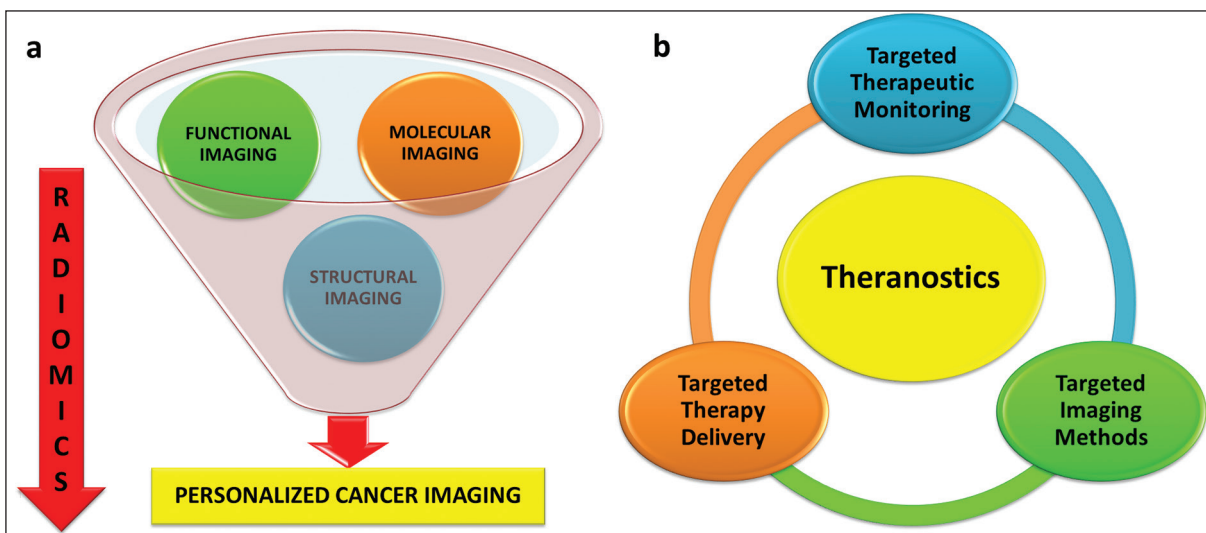 a
FUNCTIONAL
IMAGING
MOLECULAR
IMAGING
STRUCTURAL
IMAGING
RADIOMICS
PERSONALIZED CANCER IMAGING
b
Targeted
Therapeutic
Monitoring
Theranostics
Targeted
Therapy
Delivery
Targeted
Imaging
Methods